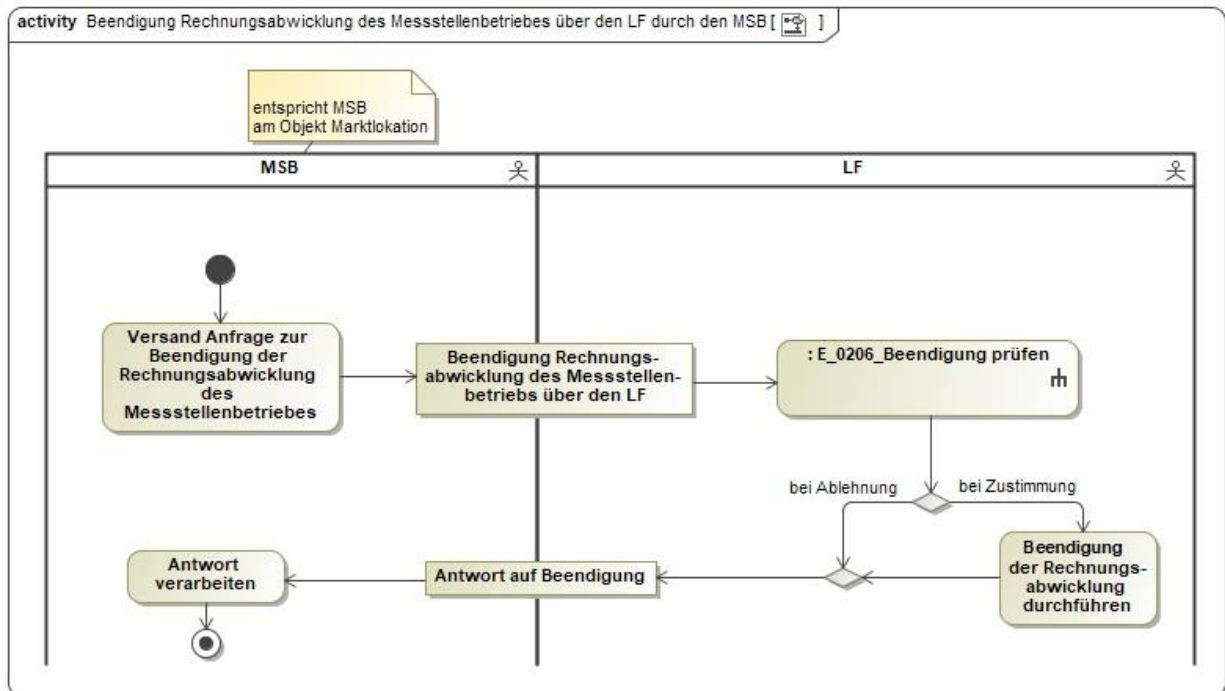 activity Beendigung Rechnungsabwicklung des Messstellenbetriebes über den LF durch den MSB [ ]
entspricht MSB
am Objekt Marktlokation
MSB
LF
Versand Anfrage zur
Beendigung der
Rechnungsabwicklung
des
Messstellenbetriebes
Beendigung Rechnungs-
abwicklung des Messstellen-
betriebs über den LF
: E_0206_Beendigung prüfen
bei Ablehnung
bei Zustimmung
Beendigung
der Rechnungs-
abwicklung
durchführen
Antwort auf Beendigung
Antwort
verarbeiten